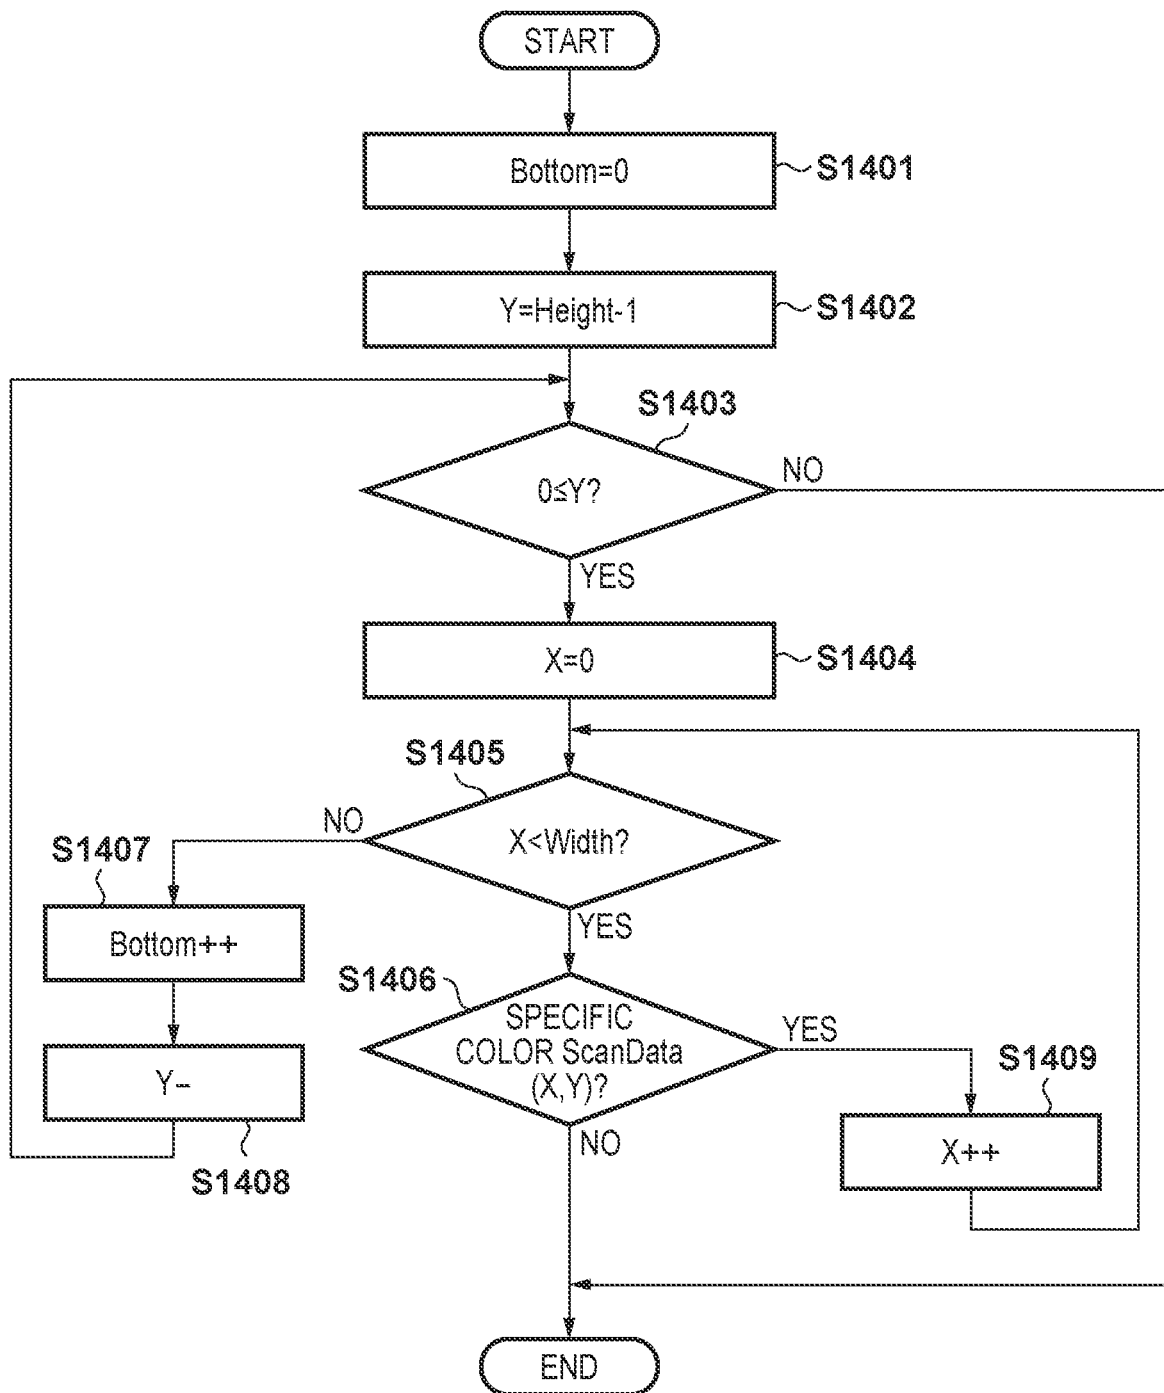 START
Bottom=0
S1401
Y=Height-1
S1402
S1403
0≤Y?
NO
YES
X=0
S1404
S1405
X<Width?
NO
YES
S1407
Bottom++
S1406
SPECIFIC
COLOR ScanData
(X,Y)?
YES
NO
Y–
S1408
S1409
X++
END